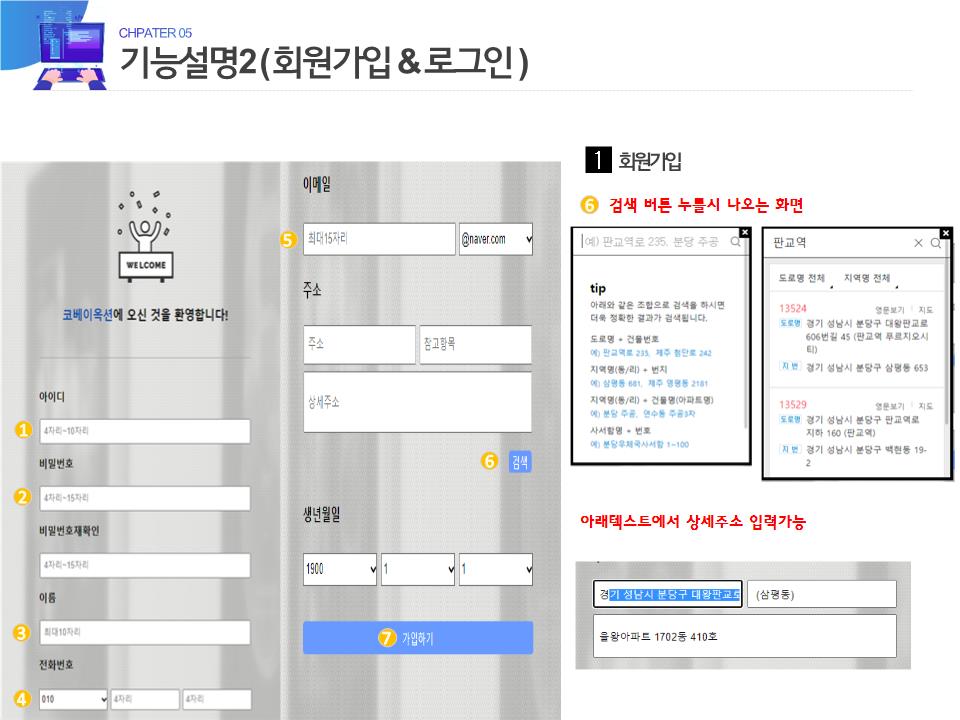 CHPATER 05
기능설명2(회원가입&로그인)
WELCOME
코베이옥션에 오신 것을 환영합니다!
아이디
1 4자리~10자리
비밀번호
2 4자리~15자리
비밀번호재확인
4자리~15자리
이름
3 최대10자리
전화번호
4 010 4자리 4자리
이메일
5 최대15자리 @naver.com
주소
주소 참고항목
상세주소
6 검색
생년월일
1900 1 1
7 가입하기
1 회원가입
6 검색 버튼 누를시 나오는 화면
예) 판교역로 235, 분당 주공
tip
아래와 같은 조합으로 검색을 하시면
더욱 정확한 결과가 검색됩니다.
도로명 + 건물번호
예) 판교역로 235, 제주 첨단로 242
지역명(동/리) + 번지
예) 삼평동 681, 제주 영평동 2181
지역명(동/리) + 건물명(아파트명)
예) 분당 주공, 연수동 주공3차
사서함명 + 번호
예) 분당우체국사서함 1~100
판교역
도로명 전체 지역명 전체
13524 영문보기 지도
도로명 경기 성남시 분당구 대왕판교로
606번길 45 (판교역 푸르지오시
티)
지번 경기 성남시 분당구 삼평동 653
13529 영문보기 지도
도로명 경기 성남시 분당구 판교역로
지하 160 (판교역)
지번 경기 성남시 분당구 백현동 19-
2
아래텍스트에서 상세주소 입력가능
경기 성남시 분당구 대왕판교로 (삼평동)
율왕아파트 1702동 410호